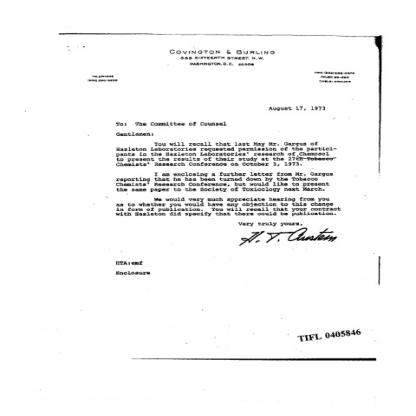 COVINGTON & BURLING
888 SIXTEENTH STREET, N.W.
WASHINGTON, D.C. 20006
TELEPHONE
August 17, 1973
To: The Committee of Counsel
Gentlemen:
You will recall that last May Mr. Gargus of
Hazleton Laboratories requested permission of the partici-
pants in the Hazleton Laboratories' research of Chemosol
to present the results of their study at the 27th Tobacco
Chemists' Research Conference on October 3, 1973.
I am enclosing a further letter from Mr. Gargus
reporting that he has been turned down by the Tobacco
Chemists' Research Conference, but would like to present
the same paper to the Society of Toxicology next March.
We would very much appreciate hearing from you
as to whether you would have any objection to this change
in form of publication. You will recall that your contract
with Hazleton did specify that there could be publication.
Very truly yours,
H. T. Austern
HTA:emf
Enclosure
TIFL 0405846